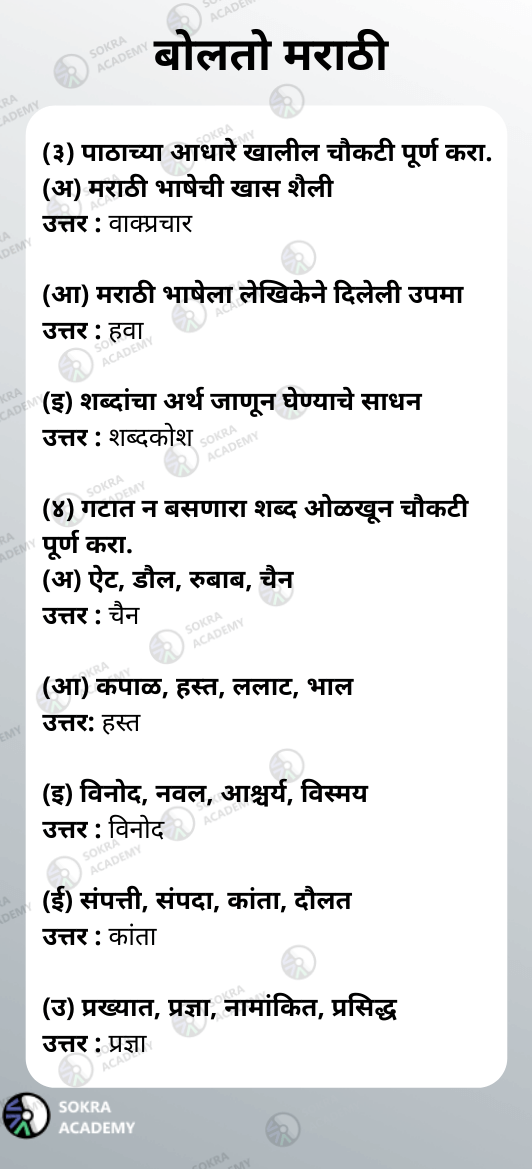 बोलतो मराठी
(३) पाठाच्या आधारे खालील चौकटी पूर्ण करा.
(अ) मराठी भाषेची खास शैली
उत्तर : वाक्प्रचार
(आ) मराठी भाषेला लेखिकेने दिलेली उपमा
उत्तर : हवा
(इ) शब्दांचा अर्थ जाणून घेण्याचे साधन
उत्तर : शब्दकोश
(४) गटात न बसणारा शब्द ओळखून चौकटी
पूर्ण करा.
(अ) ऐट, डौल, रुबाब, चैन
उत्तर : चैन
(आ) कपाळ, हस्त, ललाट, भाल
उत्तर: हस्त
(इ) विनोद, नवल, आश्चर्य, विस्मय
उत्तर : विनोद
(ई) संपत्ती, संपदा, कांता, दौलत
उत्तर : कांता
(उ) प्रख्यात, प्रज्ञा, नामांकित, प्रसिद्ध
उत्तर : प्रज्ञा
SOKRA
ACADEMY